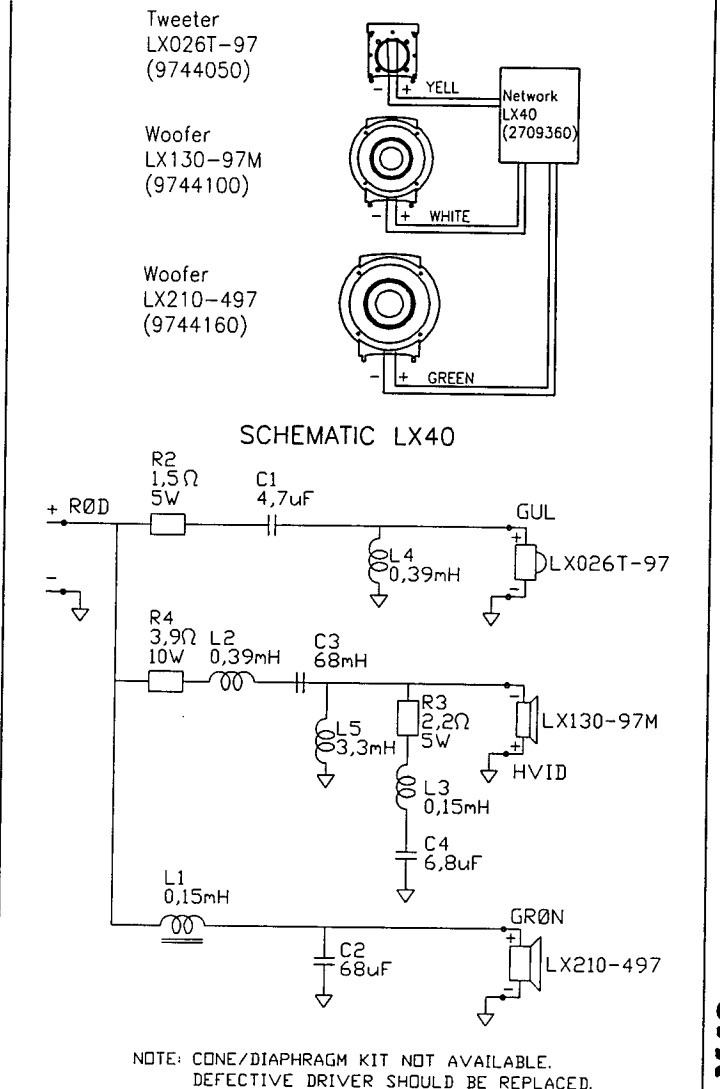 Tweeter
LX026T-97
(9744050)
- + YELL
Network
LX40
(2709360)
Woofer
LX130-97M
(9744100)
- + WHITE
Woofer
LX210-497
(9744160)
- + GREEN
SCHEMATIC LX40
R2
1,5Ω
5W
C1
4,7uF
+ RØD
GUL
+
L4
0,39mH
LX026T-97
-
-
R4
3,9Ω
10W
L2
0,39mH
C3
68mH
-
R3
2,2Ω
5W
LX130-97M
L5
3,3mH
+
HVID
L3
0,15mH
C4
6,8uF
L1
0,15mH
GRØN
+
C2
68uF
LX210-497
-
NOTE: CONE/DIAPHRAGM KIT NOT AVAILABLE.
DEFECTIVE DRIVER SHOULD BE REPLACED.